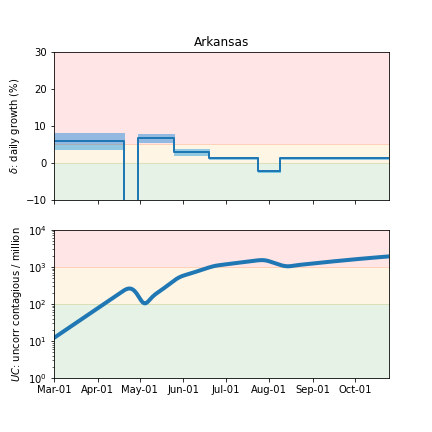 Arkansas
30
20
10
0
−10
δ: daily growth (%)
10⁴
10³
10²
10¹
10⁰
UC: uncorr contagious / million
Mar-01 Apr-01 May-01 Jun-01 Jul-01 Aug-01 Sep-01 Oct-01